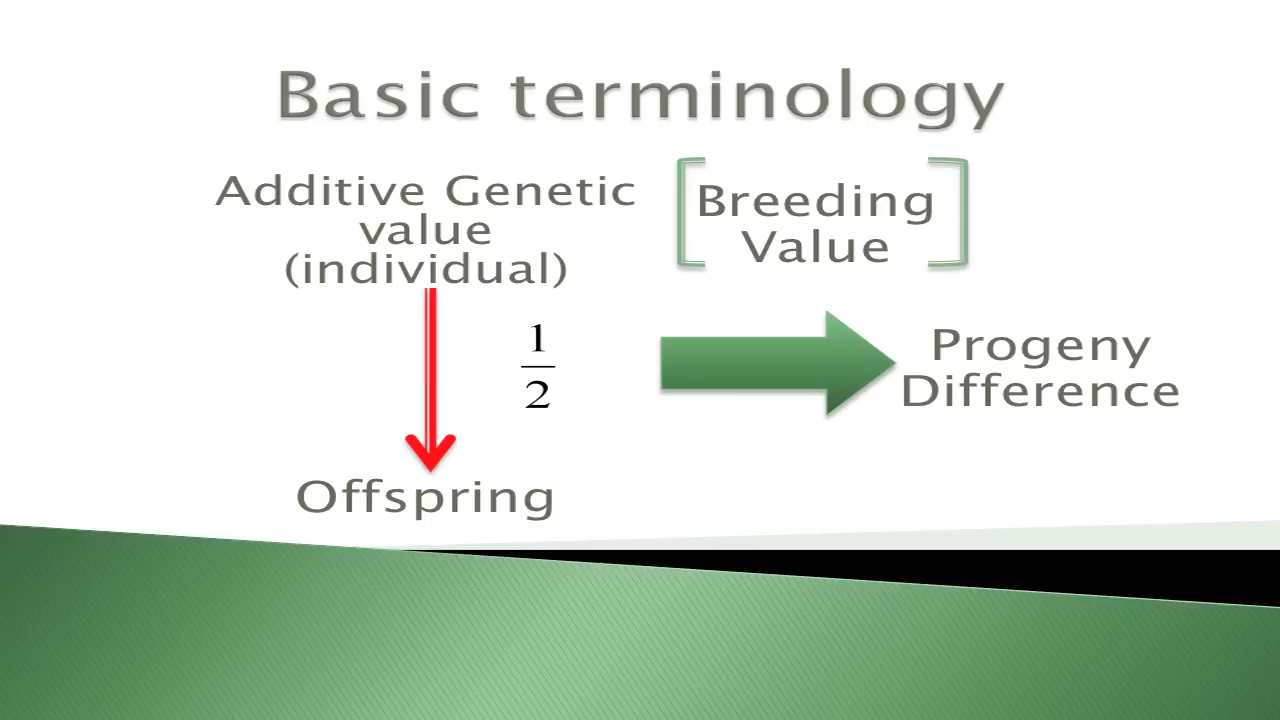 Basic terminology
Additive Genetic
value
(individual)
Breeding
Value
1
2
Progeny
Difference
Offspring